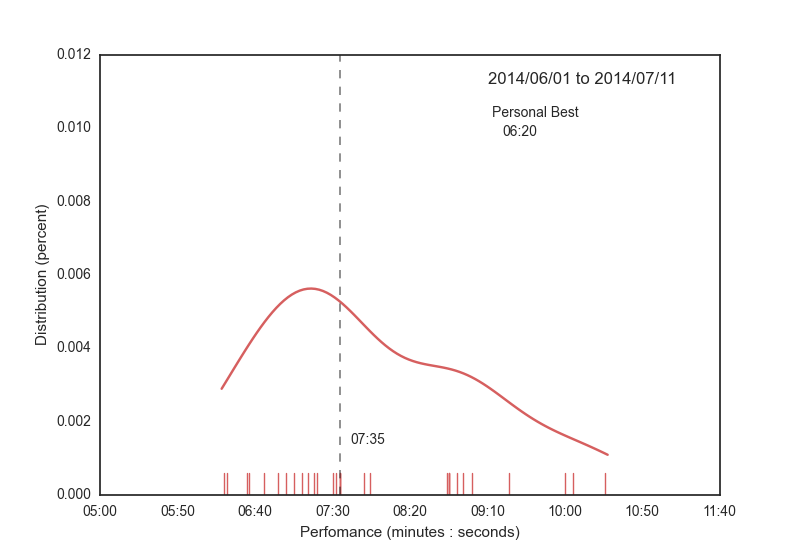 0.012
2014/06/01 to 2014/07/11
Personal Best
06:20
0.010
0.008
0.006
0.004
0.002
0.000
Distribution (percent)
07:35
05:00 05:50 06:40 07:30 08:20 09:10 10:00 10:50 11:40
Perfomance (minutes : seconds)